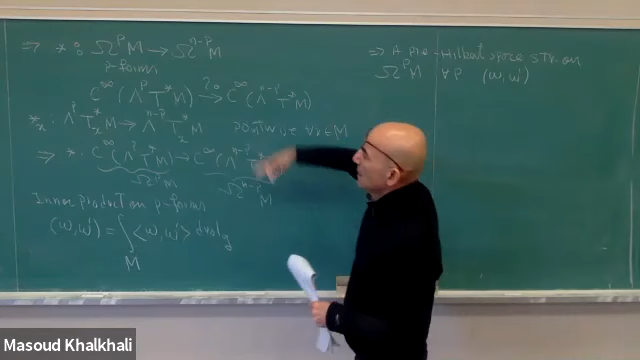 ⇒ * : Ω^p M → Ω^{n-p} M
p-forms
C^∞(Λ^p T^* M) →^{?} C^∞(Λ^{n-p} T^* M)
*_x : Λ^p T_x^* M → Λ^{n-p} T_x^* M pointwise ∀x∈M
⇒ * : C^∞(Λ^p T^* M) → C^∞(Λ^{n-p} T^*
Ω^p M Ω^{n-p} M
Inner product on p-forms
(ω, ω') = ∫_M <ω, ω'> dvol_g
⇒ A pre-Hilbert space str. on
Ω^p M ∀p (ω, ω')
Masoud Khalkhali